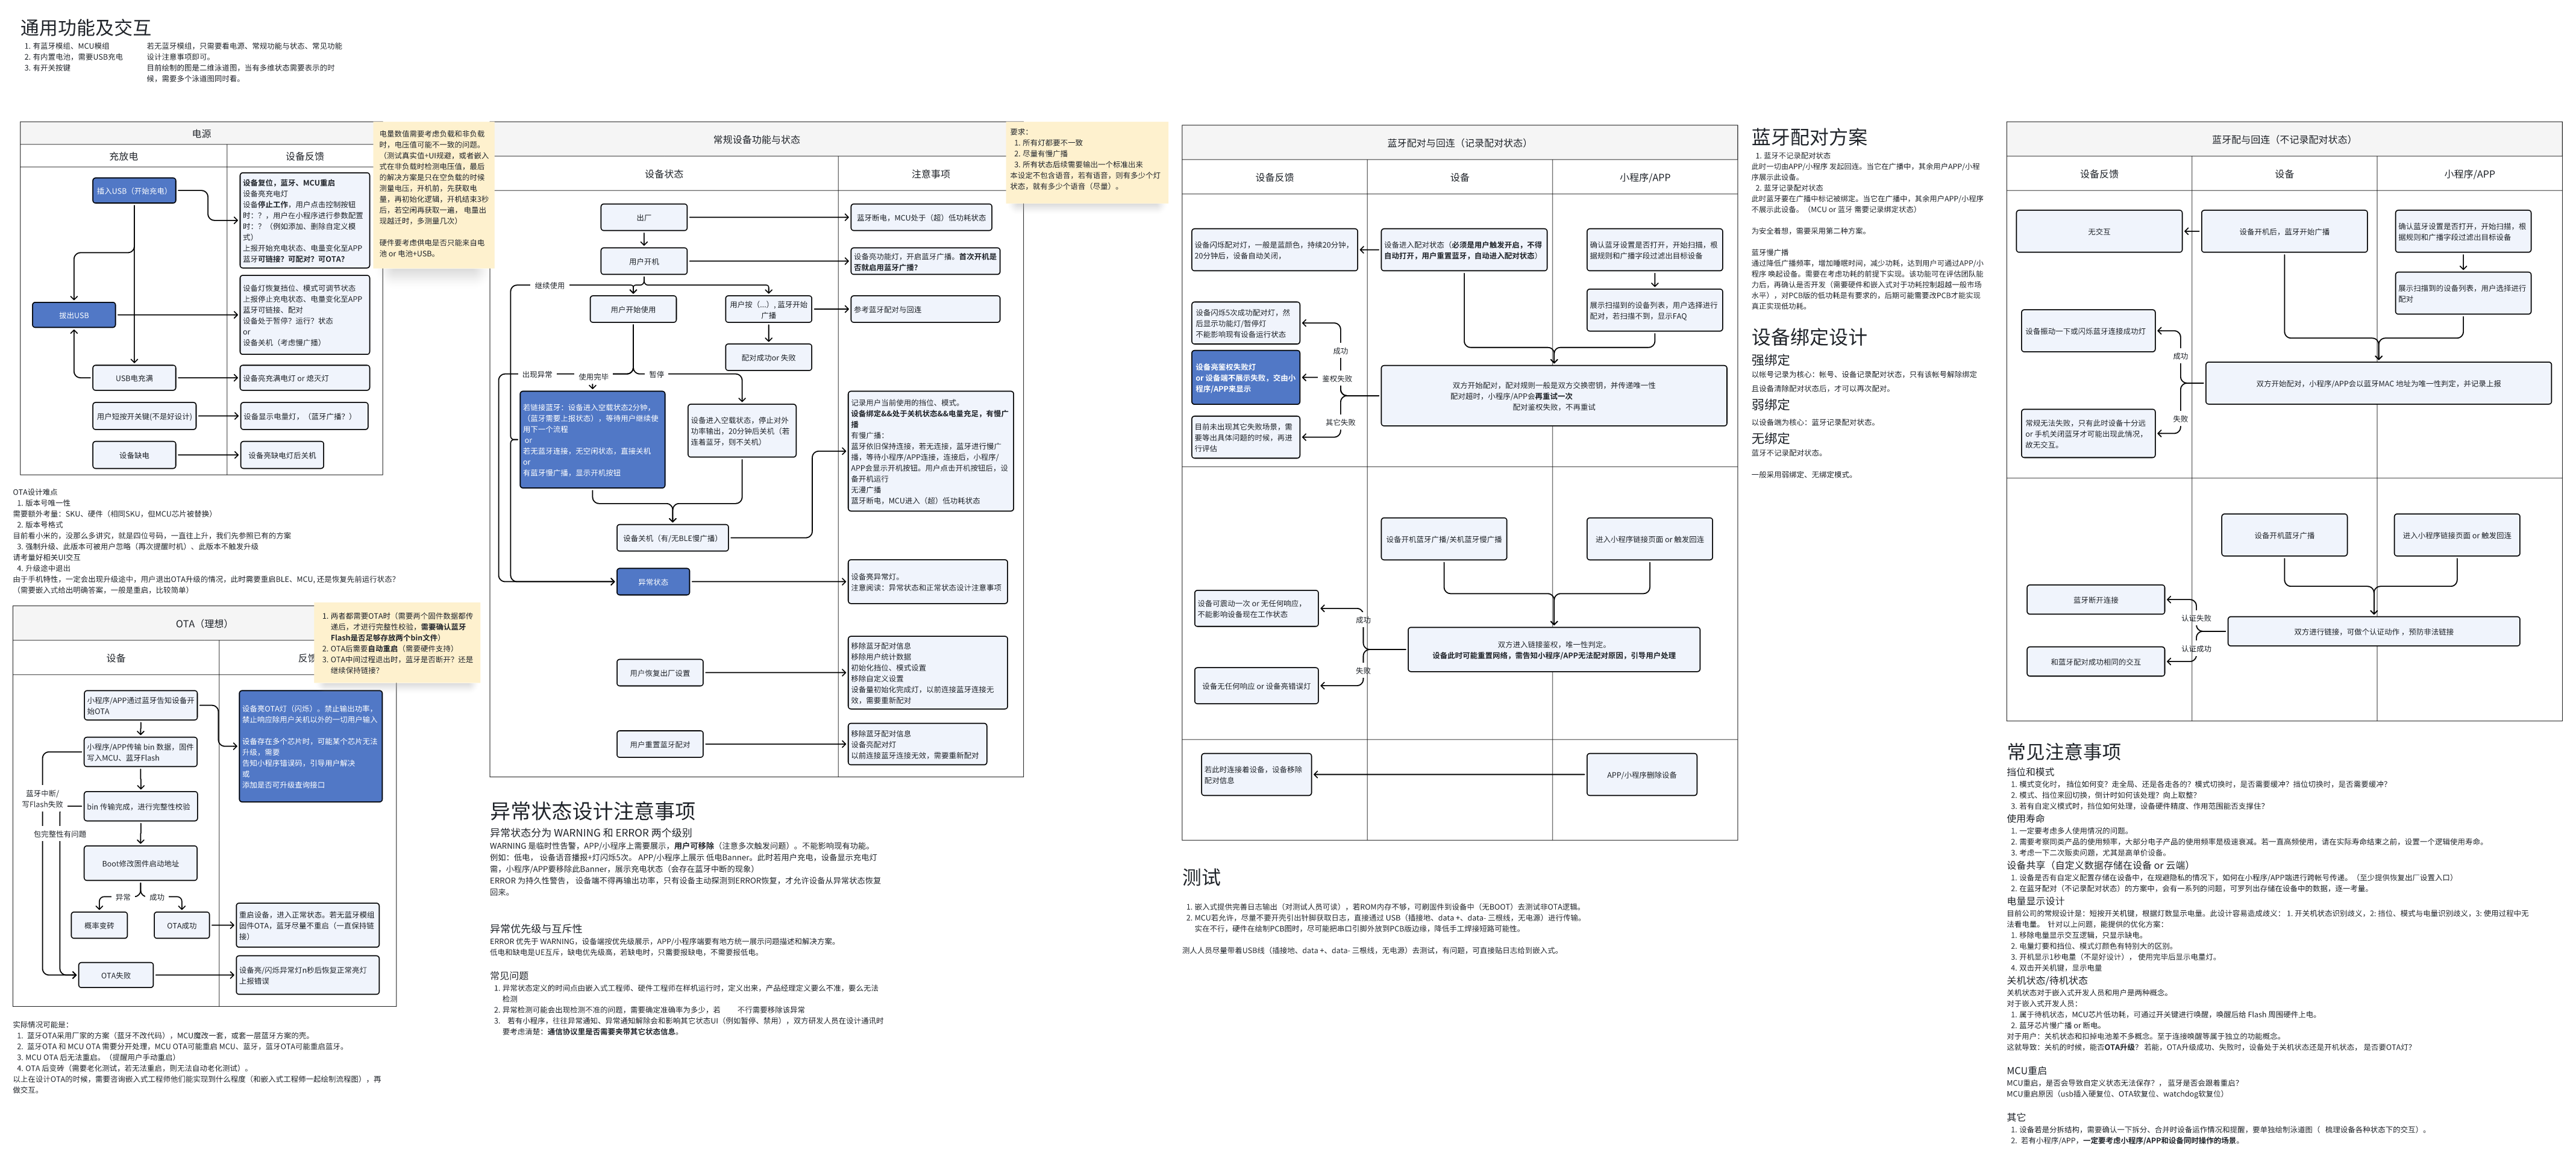 通用功能及交互
1. 有蓝牙模组、MCU模组
2. 有内置电池，需要USB充电
3. 有开关按键
若无蓝牙模组，只需要看电源、常规功能与状态、常见功能
设计注意事项即可。
目前绘制的图是二维泳道图，当有多维状态需要表示的时
候，需要多个泳道图同时看。
电源
充放电
设备反馈
插入USB（开始充电）
设备复位，蓝牙、MCU重启
设备亮充电灯
设备停止工作，用户点击控制按钮
时：？，用户在小程序进行参数配置
时：？（例如添加、删除自定义模
式）
上报开始充电状态、电量变化至APP
蓝牙可链接？可配对？可OTA？
拔出USB
设备灯恢复挡位、模式可调节状态
上报停止充电状态、电量变化至APP
蓝牙可链接、配对
设备处于暂停？运行？状态
or
设备关机（考虑慢广播）
USB电充满
设备亮充满电灯 or 熄灭灯
用户短按开关键(不是好设计)
设备显示电量灯，（蓝牙广播？）
设备缺电
设备亮缺电灯后关机
电量数值需要考虑负载和非负载
时，电压值可能不一致的问题。
（测试真实值+UI规避，或者嵌入
式在非负载时检测电压值，最后
的解决方案是只在空负载的时候
测量电压，开机前，先获取电
量，再初始化逻辑，开机结束3秒
后，若空闲再获取一遍，电量出
现越迁时，多测量几次）
硬件要考虑供电是否只能来自电
池 or 电池+USB。
OTA设计难点
1. 版本号唯一性
需要额外考量：SKU、硬件（相同SKU，但MCU芯片被替换）
2. 版本号格式
目前看小米的，没那么多讲究，就是四位号码，一直往上升，我们先参照已有的方案
3. 强制升级、此版本可被用户忽略（再次提醒时机）、此版本不触发升级
请考量好相关UI交互
4. 升级途中退出
由于手机特性，一定会出现升级途中，用户退出OTA升级的情况，此时需要重启BLE、MCU, 还是恢复先前运行状态？
（需要嵌入式给出明确答案，一般是重启，比较简单）
OTA（理想）
设备
反馈
1. 两者都需要OTA时（需要两个固件数据都传
递后，才进行完整性校验，需要确认蓝牙
Flash是否足够存放两个bin文件）
2. OTA后需要自动重启（需要硬件支持）
3. OTA中间过程退出时，蓝牙是否断开？还是
继续保持链接？
小程序/APP通过蓝牙告知设备开
始OTA
设备亮OTA灯（闪烁）。禁止输出功率，
禁止响应除用户关机以外的一切用户输入
设备存在多个芯片时，可能某个芯片无法
升级，需要
告知小程序错误码，引导用户解决
或
添加是否可升级查询接口
小程序/APP传输 bin 数据，固件
写入MCU、蓝牙Flash
蓝牙中断/
写Flash失败
bin 传输完成，进行完整性校验
包完整性有问题
Boot修改固件启动地址
异常
成功
概率变砖
OTA成功
重启设备，进入正常状态。若无蓝牙模组
固件OTA，蓝牙尽量不重启（一直保持链
接）
OTA失败
设备亮/闪烁异常灯n秒后恢复正常亮灯
上报错误
实际情况可能是：
1. 蓝牙OTA采用厂家的方案（蓝牙不改代码），MCU魔改一套，或套一层蓝牙方案的壳。
2. 蓝牙OTA 和 MCU OTA 需要分开处理，MCU OTA可能重启 MCU、蓝牙，蓝牙OTA可能重启蓝牙。
3. MCU OTA 后无法重启。（提醒用户手动重启）
4. OTA 后变砖（需要老化测试，若无法重启，则无法自动老化测试）。
以上在设计OTA的时候，需要咨询嵌入式工程师他们能实现到什么程度（和嵌入式工程师一起绘制流程图），再
做交互。
常规设备功能与状态
设备状态
注意事项
出厂
蓝牙断电，MCU处于（超）低功耗状态
用户开机
设备亮功能灯，开启蓝牙广播。首次开机是
否就启用蓝牙广播？
继续使用
用户开始使用
用户按（...）, 蓝牙开始
广播
参考蓝牙配对与回连
配对成功or 失败
出现异常
使用完毕
暂停
若链接蓝牙：设备进入空载状态2分钟，
（蓝牙需要上报状态），等待用户继续使
用下一个流程
or
若无蓝牙连接，无空闲状态，直接关机
or
有蓝牙慢广播，显示开机按钮
设备进入空载状态，停止对外
功率输出，20分钟后关机（若
连着蓝牙，则不关机）
记录用户当前使用的挡位、模式。
设备绑定&&处于关机状态&&电量充足，有慢广
播
有慢广播：
蓝牙依旧保持连接，若无连接，蓝牙进行慢广
播，等待小程序/APP连接，连接后，小程序/
APP会显示开机按钮。用户点击开机按钮后，设
备开机运行
无漫广播
蓝牙断电，MCU进入（超）低功耗状态
设备关机（有/无BLE慢广播）
异常状态
设备亮异常灯。
注意阅读：异常状态和正常状态设计注意事项
用户恢复出厂设置
移除蓝牙配对信息
移除用户统计数据
初始化挡位、模式设置
移除自定义设置
设备量初始化完成灯，以前连接蓝牙连接无
效，需要重新配对
用户重置蓝牙配对
移除蓝牙配对信息
设备亮配对灯
以前连接蓝牙连接无效，需要重新配对
要求：
1. 所有灯都要不一致
2. 尽量有慢广播
3. 所有状态后续需要输出一个标准出来
本设定不包含语音，若有语音，则有多少个灯
状态，就有多少个语音（尽量）。
异常状态设计注意事项
异常状态分为 WARNING 和 ERROR 两个级别
WARNING 是临时性告警，APP/小程序上需要展示，用户可移除（注意多次触发问题）。不能影响现有功能。
例如：低电， 设备语音播报+灯闪烁5次。 APP/小程序上展示 低电Banner。此时若用户充电，设备显示充电灯
需，小程序/APP要移除此Banner，展示充电状态（会存在蓝牙中断的现象）
ERROR 为持久性警告， 设备端不得再输出功率，只有设备主动探测到ERROR恢复，才允许设备从异常状态恢复
回来。
异常优先级与互斥性
ERROR 优先于 WARNING，设备端按优先级展示，APP/小程序端要有地方统一展示问题描述和解决方案。
低电和缺电是UE互斥，缺电优先级高，若缺电时，只需要报缺电，不需要报低电。
常见问题
1. 异常状态定义的时间点由嵌入式工程师、硬件工程师在样机运行时，定义出来，产品经理定义要么不准，要么无法
检测
2. 异常检测可能会出现检测不准的问题，需要确定准确率为多少，若 不行需要移除该异常
3. 若有小程序，往往异常通知、异常通知解除会和影响其它状态UI（例如暂停、禁用），双方研发人员在设计通讯时
要考虑清楚：通信协议里是否需要夹带其它状态信息。
蓝牙配对与回连（记录配对状态）
设备反馈
设备
小程序/APP
设备闪烁配对灯，一般是蓝颜色，持续20分钟，
20分钟后，设备自动关闭，
设备进入配对状态（必须是用户触发开启，不得
自动打开，用户重置蓝牙，自动进入配对状态）
确认蓝牙设置是否打开，开始扫描，根
据规则和广播字段过滤出目标设备
展示扫描到的设备列表，用户选择进行
配对，若扫描不到，显示FAQ
设备闪烁5次成功配对灯，然
后显示功能灯/暂停灯
不能影响现有设备运行状态
成功
设备亮鉴权失败灯
or 设备端不展示失败，交由小
程序/APP来显示
鉴权失败
双方开始配对，配对规则一般是双方交换密钥，并传递唯一性
配对超时，小程序/APP会再重试一次
配对鉴权失败，不再重试
目前未出现其它失败场景，需
要等出具体问题的时候，再进
行评估
其它失败
设备开机蓝牙广播/关机蓝牙慢广播
进入小程序链接页面 or 触发回连
设备可震动一次 or 无任何响应，
不能影响设备现在工作状态
成功
双方进入链接鉴权，唯一性判定。
设备此时可能重置网络，需告知小程序/APP无法配对原因，引导用户处理
失败
设备无任何响应 or 设备亮错误灯
若此时连接着设备，设备移除
配对信息
APP/小程序删除设备
测试
1. 嵌入式提供完善日志输出（对测试人员可读），若ROM内存不够，可刷固件到设备中（无BOOT）去测试非OTA逻辑。
2. MCU若允许，尽量不要开壳引出针脚获取日志，直接通过 USB（插接地、data +、data- 三根线，无电源）进行传输。
实在不行，硬件在绘制PCB图时，尽可能把串口引脚外放到PCB版边缘，降低手工焊接短路可能性。
测人人员尽量带着USB线（插接地、data +、data- 三根线，无电源）去测试，有问题，可直接贴日志给到嵌入式。
蓝牙配对方案
1. 蓝牙不记录配对状态
此时一切由APP/小程序 发起回连。当它在广播中，其余用户APP/小程
序展示此设备。
2. 蓝牙记录配对状态
此时蓝牙要在广播中标记被绑定。当它在广播中，其余用户APP/小程序
不展示此设备。（MCU or 蓝牙 需要记录绑定状态）
为安全着想，需要采用第二种方案。
蓝牙慢广播
通过降低广播频率，增加睡眠时间，减少功耗，达到用户可通过APP/小
程序 唤起设备。需要在考虑功耗的前提下实现。该功能可评估团队能
力后，再确认是否开发（需要硬件和嵌入式对于功耗控制超越一般市场
水平），对PCB版的低功耗是有要求的，后期可能需要改PCB才能实现
真正实现低功耗。
设备绑定设计
强绑定
以帐号记录为核心：帐号、设备记录配对状态，只有该帐号解除绑定
且设备清除配对状态后，才可以再次配对。
弱绑定
以设备端为核心：蓝牙记录配对状态。
无绑定
蓝牙不记录配对状态。
一般采用弱绑定、无绑定模式。
蓝牙配与回连（不记录配对状态）
设备反馈
设备
小程序/APP
无交互
设备开机后，蓝牙开始广播
确认蓝牙设置是否打开，开始扫描，根
据规则和广播字段过滤出目标设备
展示扫描到的设备列表，用户选择进行
配对
设备振动一下或闪烁蓝牙连接成功灯
成功
双方开始配对，小程序/APP会以蓝牙MAC 地址为唯一性判定，并记录上报
失败
常规无法失败，只有此时设备十分远
or 手机关闭蓝牙才可能出现此情况，
故无交互。
设备开机蓝牙广播
进入小程序链接页面 or 触发回连
蓝牙断开连接
认证失败
双方进行链接，可做个认证动作 ，预防非法链接
认证成功
和蓝牙配对成功相同的交互
常见注意事项
挡位和模式
1. 模式变化时， 挡位如何变？走全局、还是各走各的？模式切换时，是否需要缓冲？挡位切换时，是否需要缓冲？
2. 模式、挡位来回切换，倒计时如何该处理？向上取整？
3. 若有自定义模式时，挡位如何处理，设备硬件精度、作用范围能否支撑住？
使用寿命
1. 一定要考虑多人使用情况的问题。
2. 需要考察同类产品的使用频率，大部分电子产品的使用频率是极速衰减。若一直高频使用，请在实际寿命结束之前，设置一个逻辑使用寿命。
3. 考虑一下二次贩卖问题，尤其是高单价设备。
设备共享（自定义数据存储在设备 or 云端）
1. 设备是否有自定义配置存储在设备中，在规避隐私的情况下，如何在小程序/APP端进行跨帐号传递。（至少提供恢复出厂设置入口）
2. 在蓝牙配对（不记录配对状态）的方案中，会有一系列的问题，可罗列出存储在设备中的数据，逐一考量。
电量显示设计
目前公司的常规设计是：短按开关机键，根据灯数显示电量。此设计容易造成歧义： 1. 开关机状态识别歧义，2: 挡位、模式与电量识别歧义，3: 使用过程中无
法看电量。 针对以上问题，能提供的优化方案：
1. 移除电量显示交互逻辑，只显示缺电。
2. 电量灯要和挡位、模式灯颜色有特别大的区别。
3. 开机显示1秒电量（不是好设计）， 使用完毕后显示电量灯。
4. 双击开关机键，显示电量
关机状态/待机状态
关机状态对于嵌入式开发人员和用户是两种概念。
对于嵌入式开发人员：
1. 属于待机状态，MCU芯片低功耗，可通过开关键进行唤醒，唤醒后给 Flash 周围硬件上电。
2. 蓝牙芯片慢广播 or 断电。
对于用户：关机状态和扣掉电池差不多概念。至于连接唤醒等属于独立的功能概念。
这就导致：关机的时候，能否OTA升级？ 若能，OTA升级成功、失败时，设备处于关机状态还是开机状态， 是否要OTA灯？
MCU重启
MCU重启，是否会导致自定义状态无法保存？， 蓝牙是否会跟着重启？
MCU重启原因（usb插入硬复位、OTA软复位、watchdog软复位）
其它
1. 设备若是分拆结构，需要确认一下拆分、合并时设备运作情况和提醒，要单独绘制泳道图（ 梳理设备各种状态下的交互）。
2. 若有小程序/APP，一定要考虑小程序/APP和设备同时操作的场景。